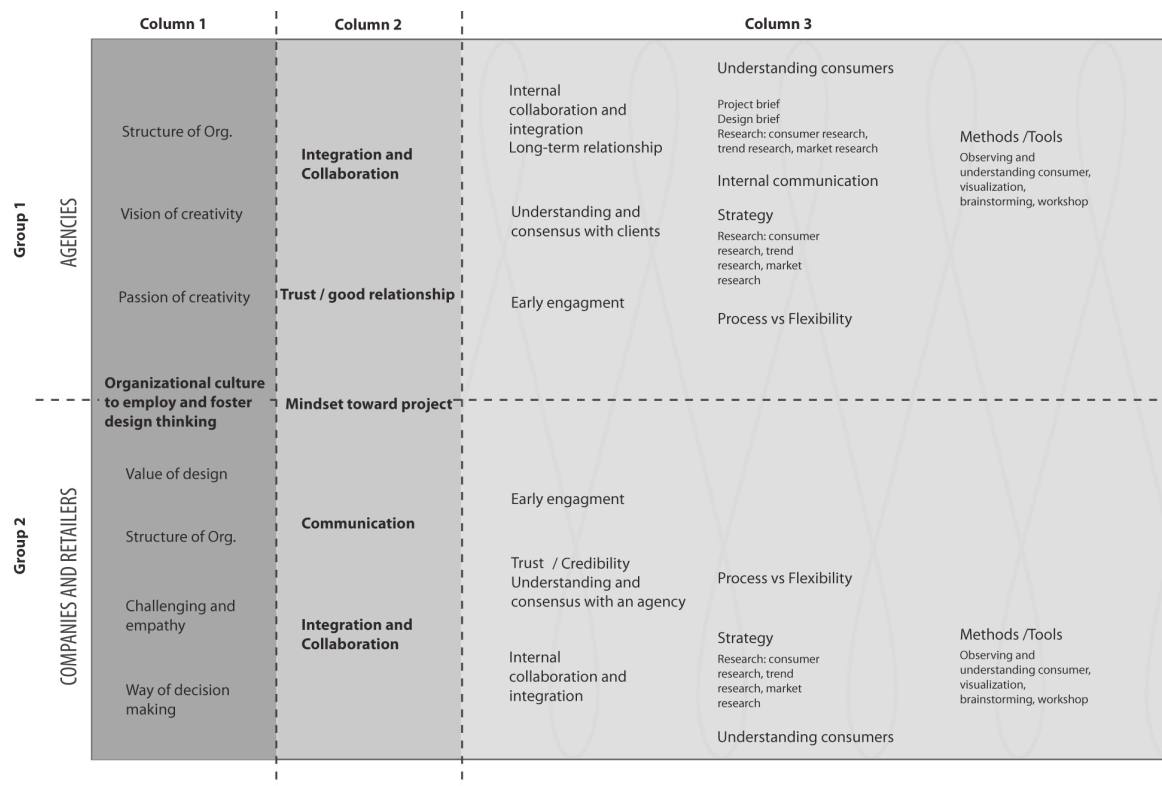 Column 1
Column 2
Column 3
Group 1
AGENCIES
Structure of Org.
Vision of creativity
Passion of creativity
Organizational culture
to employ and foster
design thinking
Integration and
Collaboration
Trust / good relationship
Mindset toward project
Internal
collaboration and
integration
Long-term relationship
Understanding and
consensus with clients
Early engagment
Understanding consumers
Project brief
Design brief
Research: consumer research,
trend research, market research
Internal communication
Strategy
Research: consumer
research, trend
research, market
research
Process vs Flexibility
Methods /Tools
Observing and
understanding consumer,
visualization,
brainstorming, workshop
Group 2
COMPANIES AND RETAILERS
Value of design
Structure of Org.
Challenging and
empathy
Way of decision
making
Communication
Integration and
Collaboration
Early engagment
Trust / Credibility
Understanding and
consensus with an agency
Internal
collaboration and
integration
Process vs Flexibility
Strategy
Research: consumer
research, trend
research, market
research
Understanding consumers
Methods /Tools
Observing and
understanding consumer,
visualization,
brainstorming, workshop